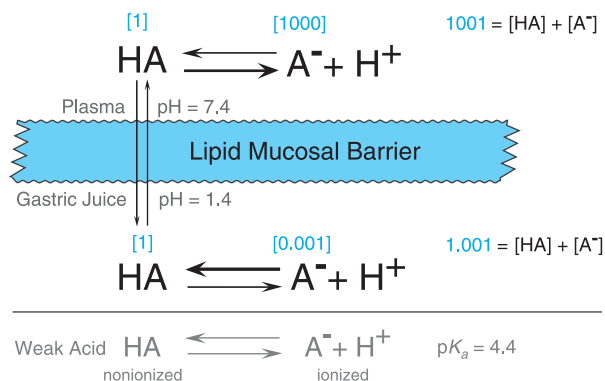 [1] [1000] 1001 = [HA] + [A⁻]
HA A⁻ + H⁺
Plasma pH = 7.4
Lipid Mucosal Barrier
Gastric Juice pH = 1.4
[1] [0.001] 1.001 = [HA] + [A⁻]
HA A⁻ + H⁺
Weak Acid HA A⁻ + H⁺ pKₐ = 4.4
nonionized ionized